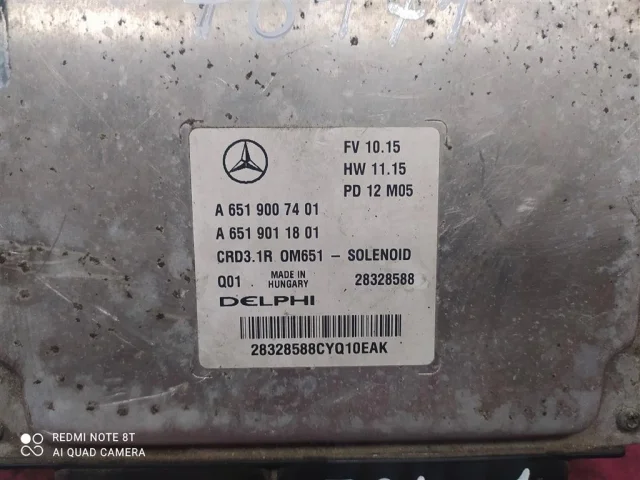 FV 10.15
HW 11.15
PD 12 M05
A 651 900 74 01
A 651 901 18 01
CRD3.1R OM651 - SOLENOID
Q01 MADE IN HUNGARY 28328588
DELPHI
28328588CYQ10EAK
REDMI NOTE 8T
AI QUAD CAMERA